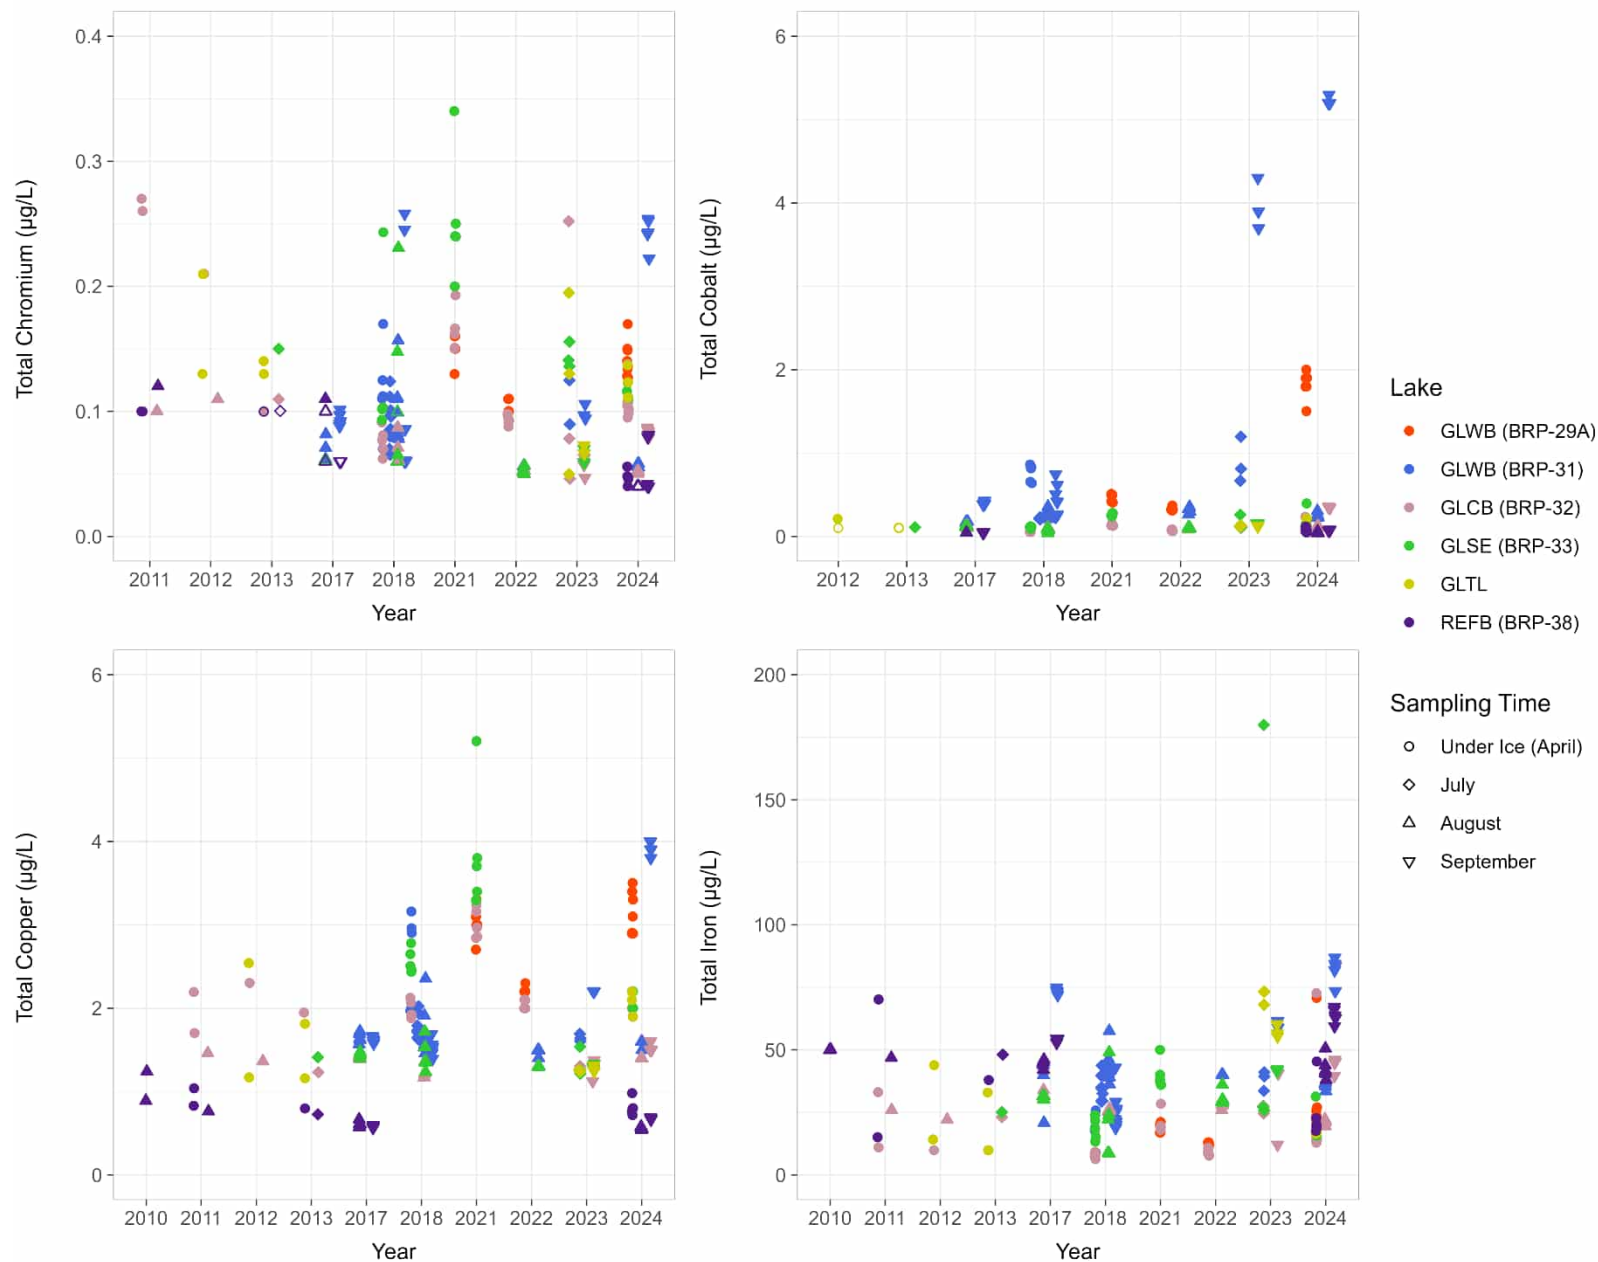 0.4
0.3
0.2
0.1
0.0
Total Chromium (µg/L)
2011 2012 2013 2017 2018 2021 2022 2023 2024
Year
6
4
2
0
Total Cobalt (µg/L)
2012 2013 2017 2018 2021 2022 2023 2024
Year
6
4
2
0
Total Copper (µg/L)
2010 2011 2012 2013 2017 2018 2021 2022 2023 2024
Year
200
150
100
50
0
Total Iron (µg/L)
2010 2011 2012 2013 2017 2018 2021 2022 2023 2024
Year
Lake
GLWB (BRP-29A)
GLWB (BRP-31)
GLCB (BRP-32)
GLSE (BRP-33)
GLTL
REFB (BRP-38)
Sampling Time
Under Ice (April)
July
August
September